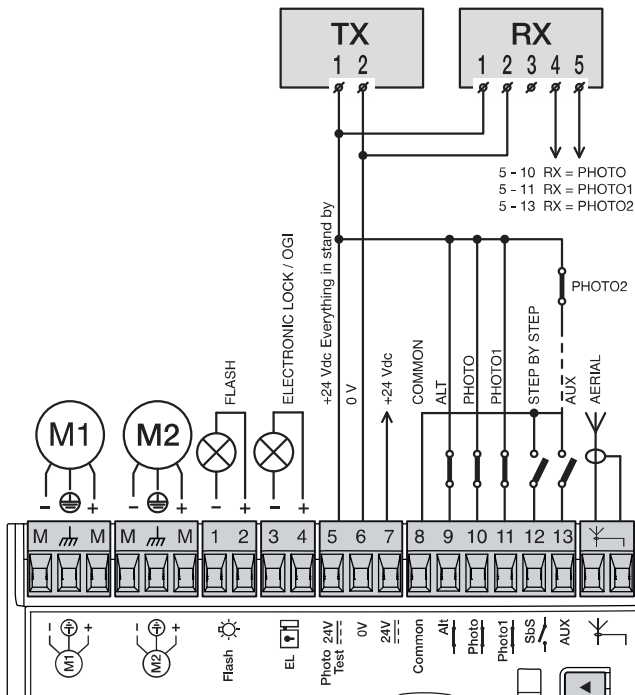 TX
1 2
RX
1 2 3 4 5
5 - 10 RX = PHOTO
5 - 11 RX = PHOTO1
5 - 13 RX = PHOTO2
PHOTO2
FLASH
ELECTRONIC LOCK / OGI
+24 Vdc Everything in stand by
0 V
+24 Vdc
COMMON
ALT
PHOTO
PHOTO1
STEP BY STEP
AUX
AERIAL
M1
M2
- +
- +
- +
- +
M M M M 1 2 3 4 5 6 7 8 9 10 11 12 13
- +
M1
- +
M2
Flash
EL
Photo 24V
Test
0V
24V
Common
Alt
Photo
Photo1
SbS
AUX